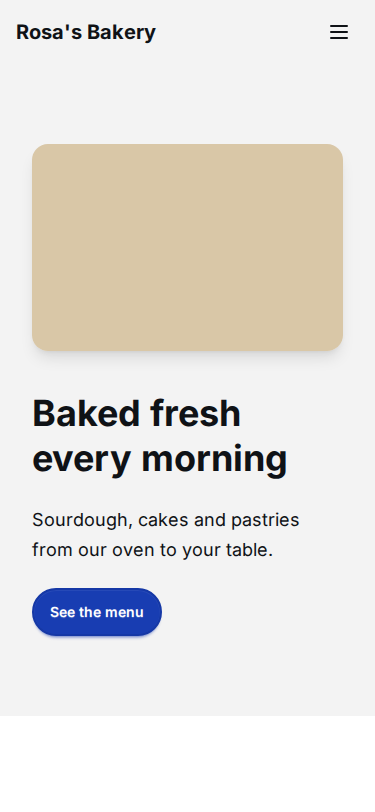 Rosa's Bakery
Baked fresh
every morning
Sourdough, cakes and pastries
from our oven to your table.
See the menu